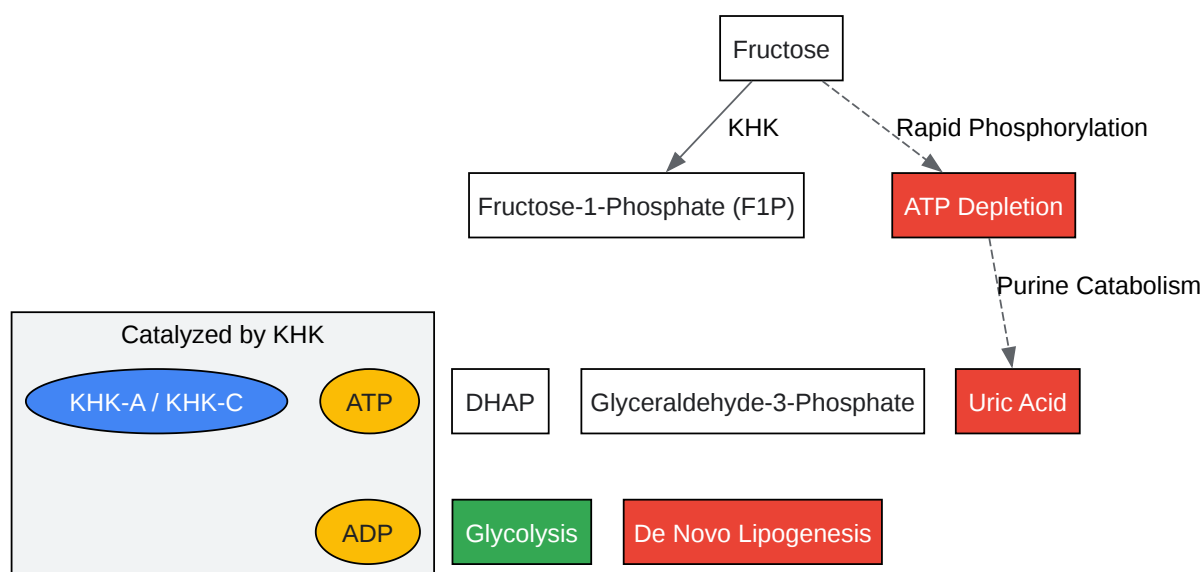 Fructose
KHK
Rapid Phosphorylation
Fructose-1-Phosphate (F1P)
ATP Depletion
Purine Catabolism
Catalyzed by KHK
KHK-A / KHK-C
ATP
DHAP
Glyceraldehyde-3-Phosphate
Uric Acid
ADP
Glycolysis
De Novo Lipogenesis